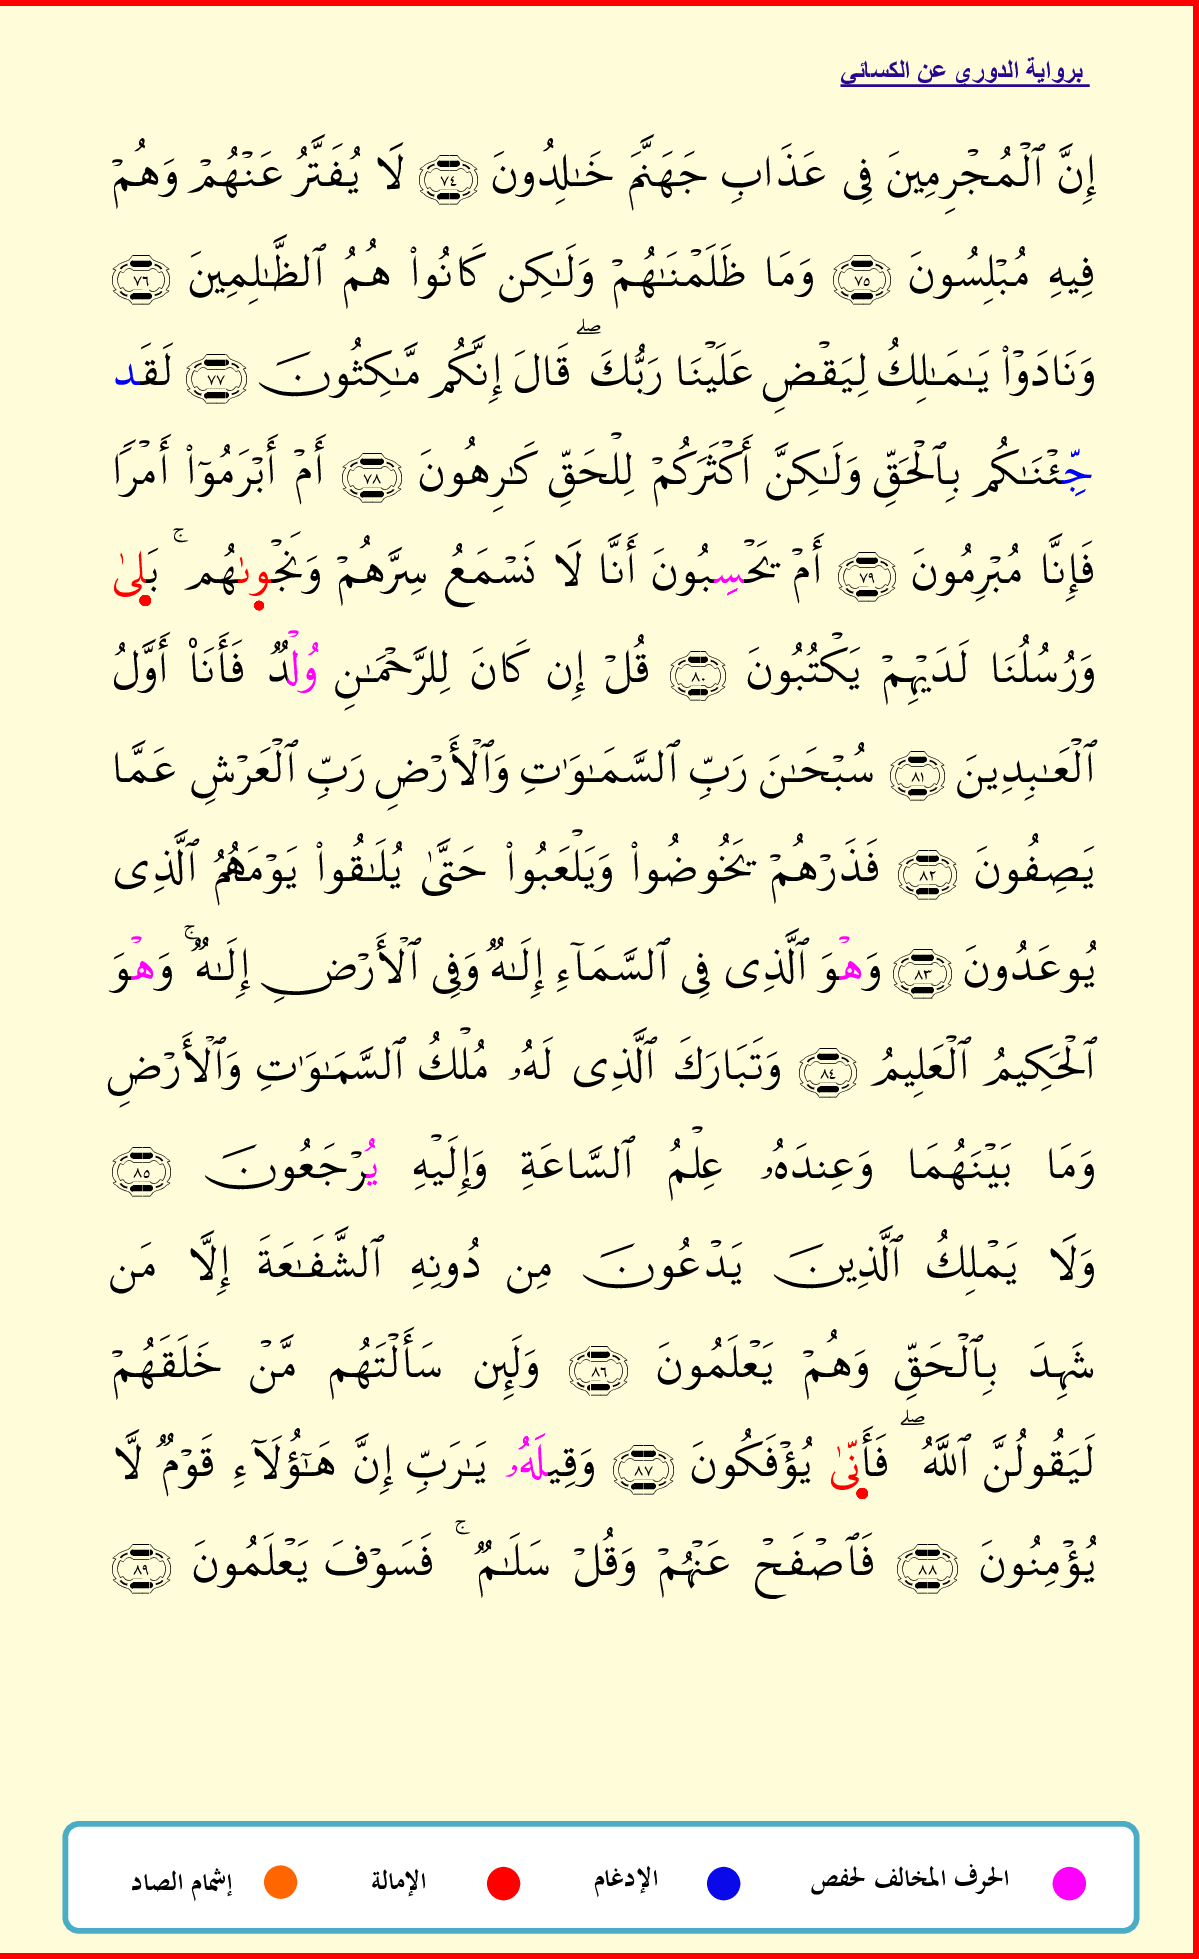 برواية الدوري عن الكسائي
إِنَّ ٱلْمُجْرِمِينَ فِى عَذَابِ جَهَنَّمَ خَـٰلِدُونَ ٧٤ لَا يُفَتَّرُ عَنْهُمْ وَهُمْ
فِيهِ مُبْلِسُونَ ٧٥ وَمَا ظَلَمْنَـٰهُمْ وَلَـٰكِن كَانُوا۟ هُمُ ٱلظَّـٰلِمِينَ ٧٦
وَنَادَوْا۟ يَـٰمَـٰلِكُ لِيَقْضِ عَلَيْنَا رَبُّكَ ۖ قَالَ إِنَّكُم مَّـٰكِثُونَ ٧٧ لَقَد
جِّئْنَـٰكُم بِٱلْحَقِّ وَلَـٰكِنَّ أَكْثَرَكُمْ لِلْحَقِّ كَـٰرِهُونَ ٧٨ أَمْ أَبْرَمُوٓا۟ أَمْرًا
فَإِنَّا مُبْرِمُونَ ٧٩ أَمْ يَحْسِبُونَ أَنَّا لَا نَسْمَعُ سِرَّهُمْ وَنَجْوىٰهُم ۚ بَلىٰ
وَرُسُلُنَا لَدَيْهِمْ يَكْتُبُونَ ٨٠ قُلْ إِن كَانَ لِلرَّحْمَـٰنِ وُلْدٌ فَأَنَا۠ أَوَّلُ
ٱلْعَـٰبِدِينَ ٨١ سُبْحَـٰنَ رَبِّ ٱلسَّمَـٰوَٰتِ وَٱلْأَرْضِ رَبِّ ٱلْعَرْشِ عَمَّا
يَصِفُونَ ٨٢ فَذَرْهُمْ يَخُوضُوا۟ وَيَلْعَبُوا۟ حَتَّىٰ يُلَـٰقُوا۟ يَوْمَهُمُ ٱلَّذِى
يُوعَدُونَ ٨٣ وَهْوَ ٱلَّذِى فِى ٱلسَّمَآءِ إِلَـٰهٌ وَفِى ٱلْأَرْضِ إِلَـٰهٌ ۚ وَهْوَ
ٱلْحَكِيمُ ٱلْعَلِيمُ ٨٤ وَتَبَارَكَ ٱلَّذِى لَهُۥ مُلْكُ ٱلسَّمَـٰوَٰتِ وَٱلْأَرْضِ
وَمَا بَيْنَهُمَا وَعِندَهُۥ عِلْمُ ٱلسَّاعَةِ وَإِلَيْهِ يُرْجَعُونَ ٨٥
وَلَا يَمْلِكُ ٱلَّذِينَ يَدْعُونَ مِن دُونِهِ ٱلشَّفَـٰعَةَ إِلَّا مَن
شَهِدَ بِٱلْحَقِّ وَهُمْ يَعْلَمُونَ ٨٦ وَلَئِن سَأَلْتَهُم مَّنْ خَلَقَهُمْ
لَيَقُولُنَّ ٱللَّهُ ۖ فَأَنّىٰ يُؤْفَكُونَ ٨٧ وَقِيلَهُۥ يَـٰرَبِّ إِنَّ هَـٰٓؤُلَآءِ قَوْمٌ لَّا
يُؤْمِنُونَ ٨٨ فَٱصْفَحْ عَنْهُمْ وَقُلْ سَلَـٰمٌ ۚ فَسَوْفَ يَعْلَمُونَ ٨٩
الحرف المخالف لحفص الإدغام الإمالة إشمام الصاد